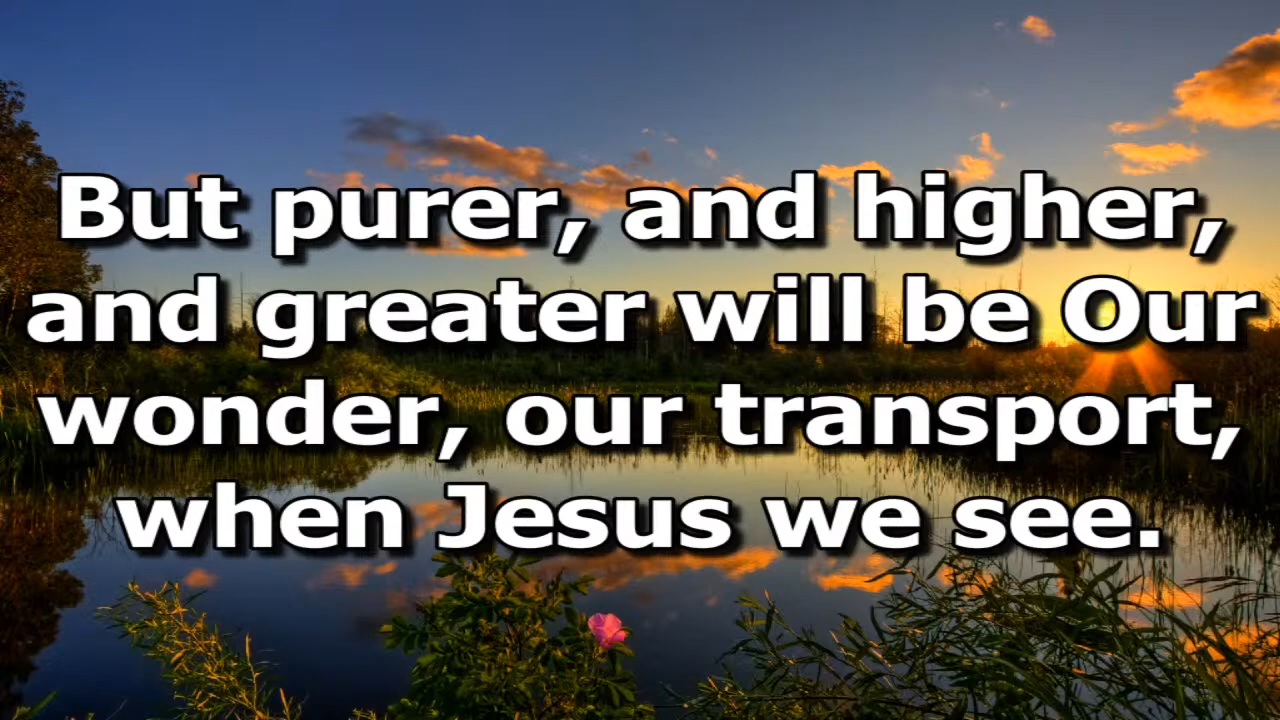 But purer, and higher,
and greater will be Our
wonder, our transport,
when Jesus we see.